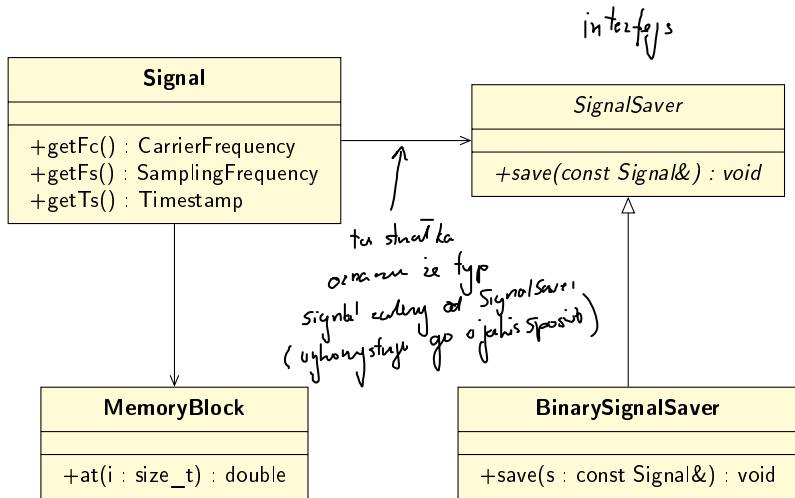 interfejs
Signal
+getFc() : CarrierFrequency
+getFs() : SamplingFrequency
+getTs() : Timestamp
SignalSaver
+save(const Signal&) : void
ta strzałka
oznacza że typ
signal zależny od SignalSaver
(wykorzystuje go w jakiś sposób)
MemoryBlock
+at(i : size_t) : double
BinarySignalSaver
+save(s : const Signal&) : void